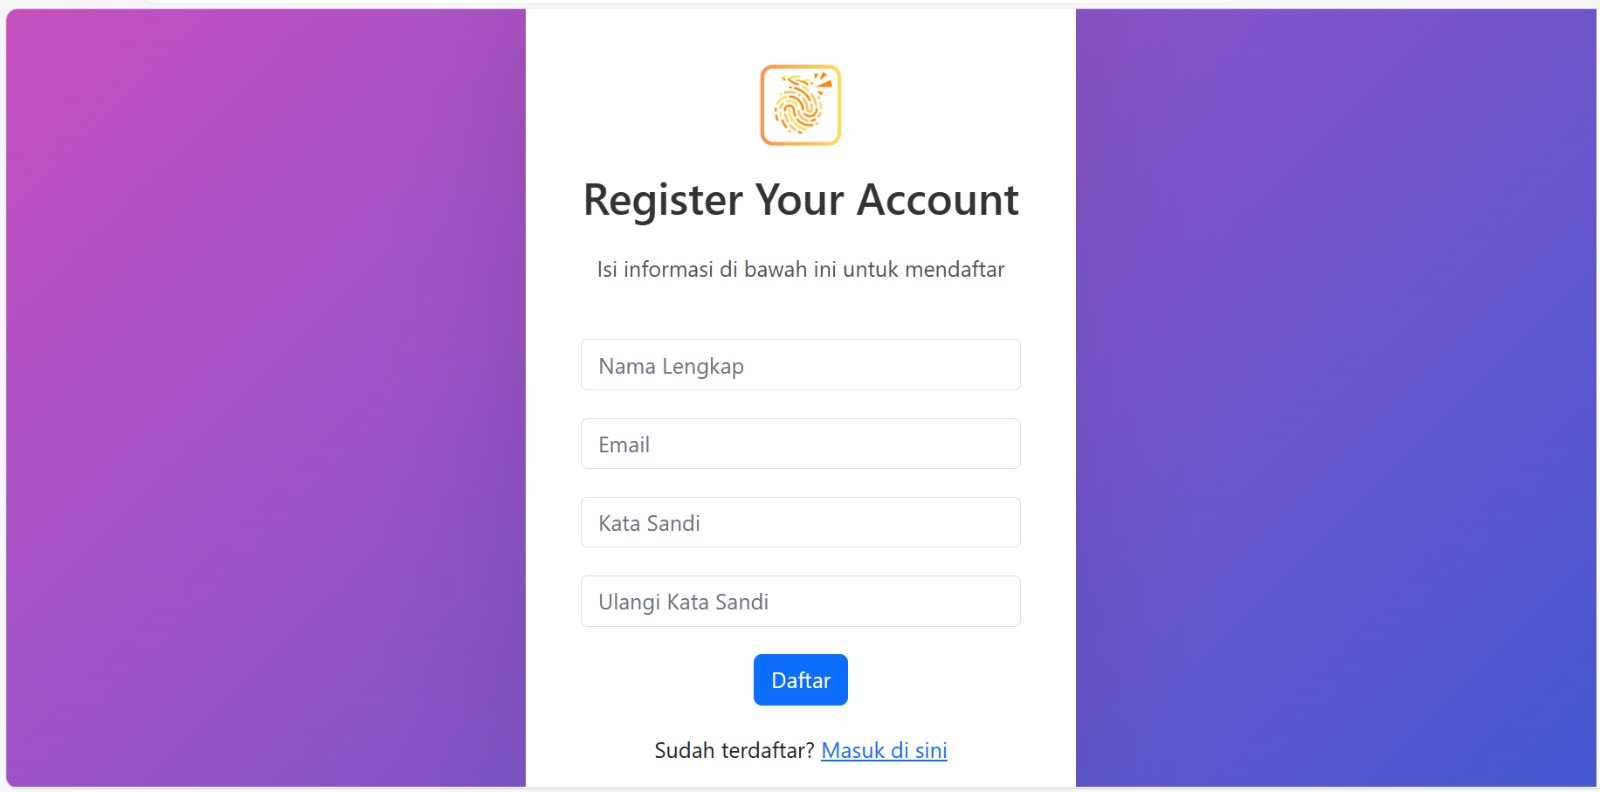 Register Your Account
Isi informasi di bawah ini untuk mendaftar
Nama Lengkap
Email
Kata Sandi
Ulangi Kata Sandi
Daftar
Sudah terdaftar? Masuk di sini